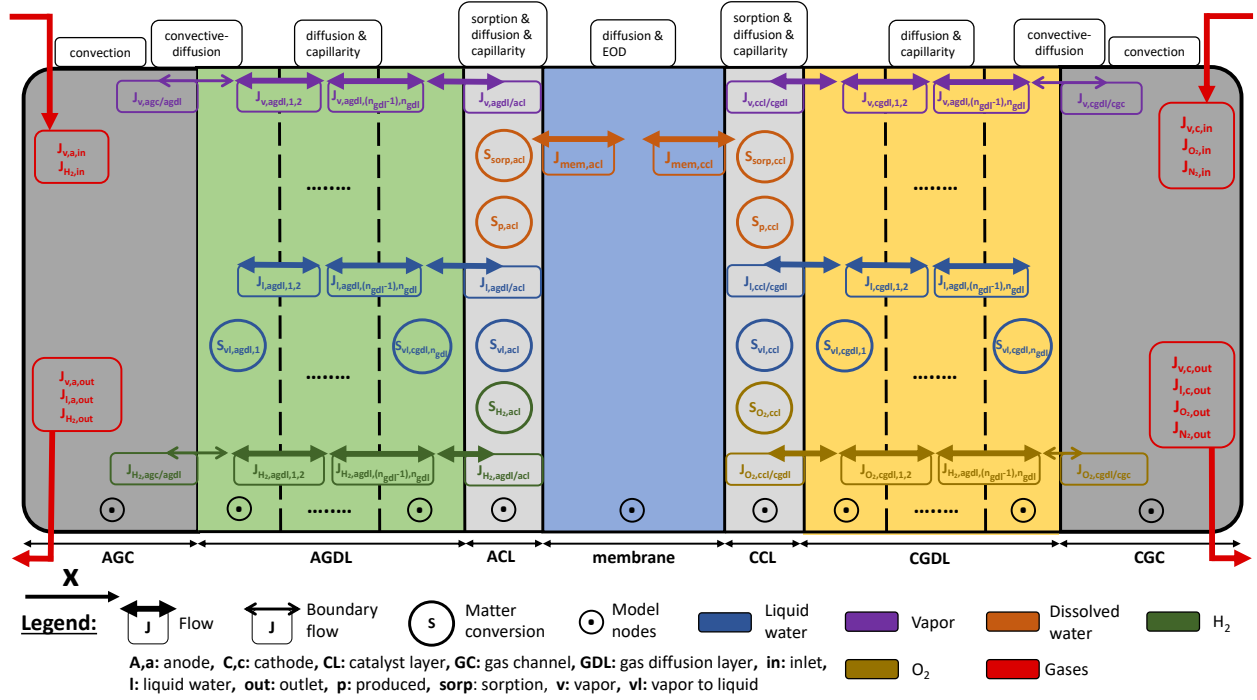 convection
convective-diffusion
diffusion & capillarity
sorption & diffusion & capillarity
diffusion & EOD
sorption & diffusion & capillarity
diffusion & capillarity
convective-diffusion
convection
J_v,agc/agdl
J_v,agdl,1,2
J_v,agdl,(n_gdl-1),n_gdl
J_v,agdl/acl
J_v,ccl/cgdl
J_v,cgdl,1,2
J_v,agdl,(n_gdl-1),n_gdl
J_v,cgdl/cgc
J_v,a,in
J_H₂,in
S_sorp,acl
J_mem,acl
J_mem,ccl
S_sorp,ccl
J_v,c,in
J_O₂,in
J_N₂,in
........
........
S_p,acl
S_p,ccl
J_l,agdl,1,2
J_l,agdl,(n_gdl-1),n_gdl
J_l,agdl/acl
J_l,ccl/cgdl
J_l,cgdl,1,2
J_l,agdl,(n_gdl-1),n_gdl
S_vl,agdl,1
S_vl,cgdl,n_gdl
S_vl,acl
S_vl,ccl
S_vl,cgdl,1
S_vl,cgdl,n_gdl
J_v,a,out
J_l,a,out
J_H₂,out
........
........
S_H₂,acl
S_O₂,ccl
J_v,c,out
J_l,c,out
J_O₂,out
J_N₂,out
J_H₂,agc/agdl
J_H₂,agdl,1,2
J_H₂,agdl,(n_gdl-1),n_gdl
J_H₂,agdl/acl
J_O₂,ccl/cgdl
J_O₂,cgdl,1,2
J_H₂,agdl,(n_gdl-1),n_gdl
J_O₂,cgdl/cgc
........
........
AGC
AGDL
ACL
membrane
CCL
CGDL
CGC
X
Legend:
J
Flow
J
Boundary flow
S
Matter conversion
Model nodes
Liquid water
Vapor
Dissolved water
H₂
O₂
Gases
A,a: anode, C,c: cathode, CL: catalyst layer, GC: gas channel, GDL: gas diffusion layer, in: inlet,
l: liquid water, out: outlet, p: produced, sorp: sorption, v: vapor, vl: vapor to liquid